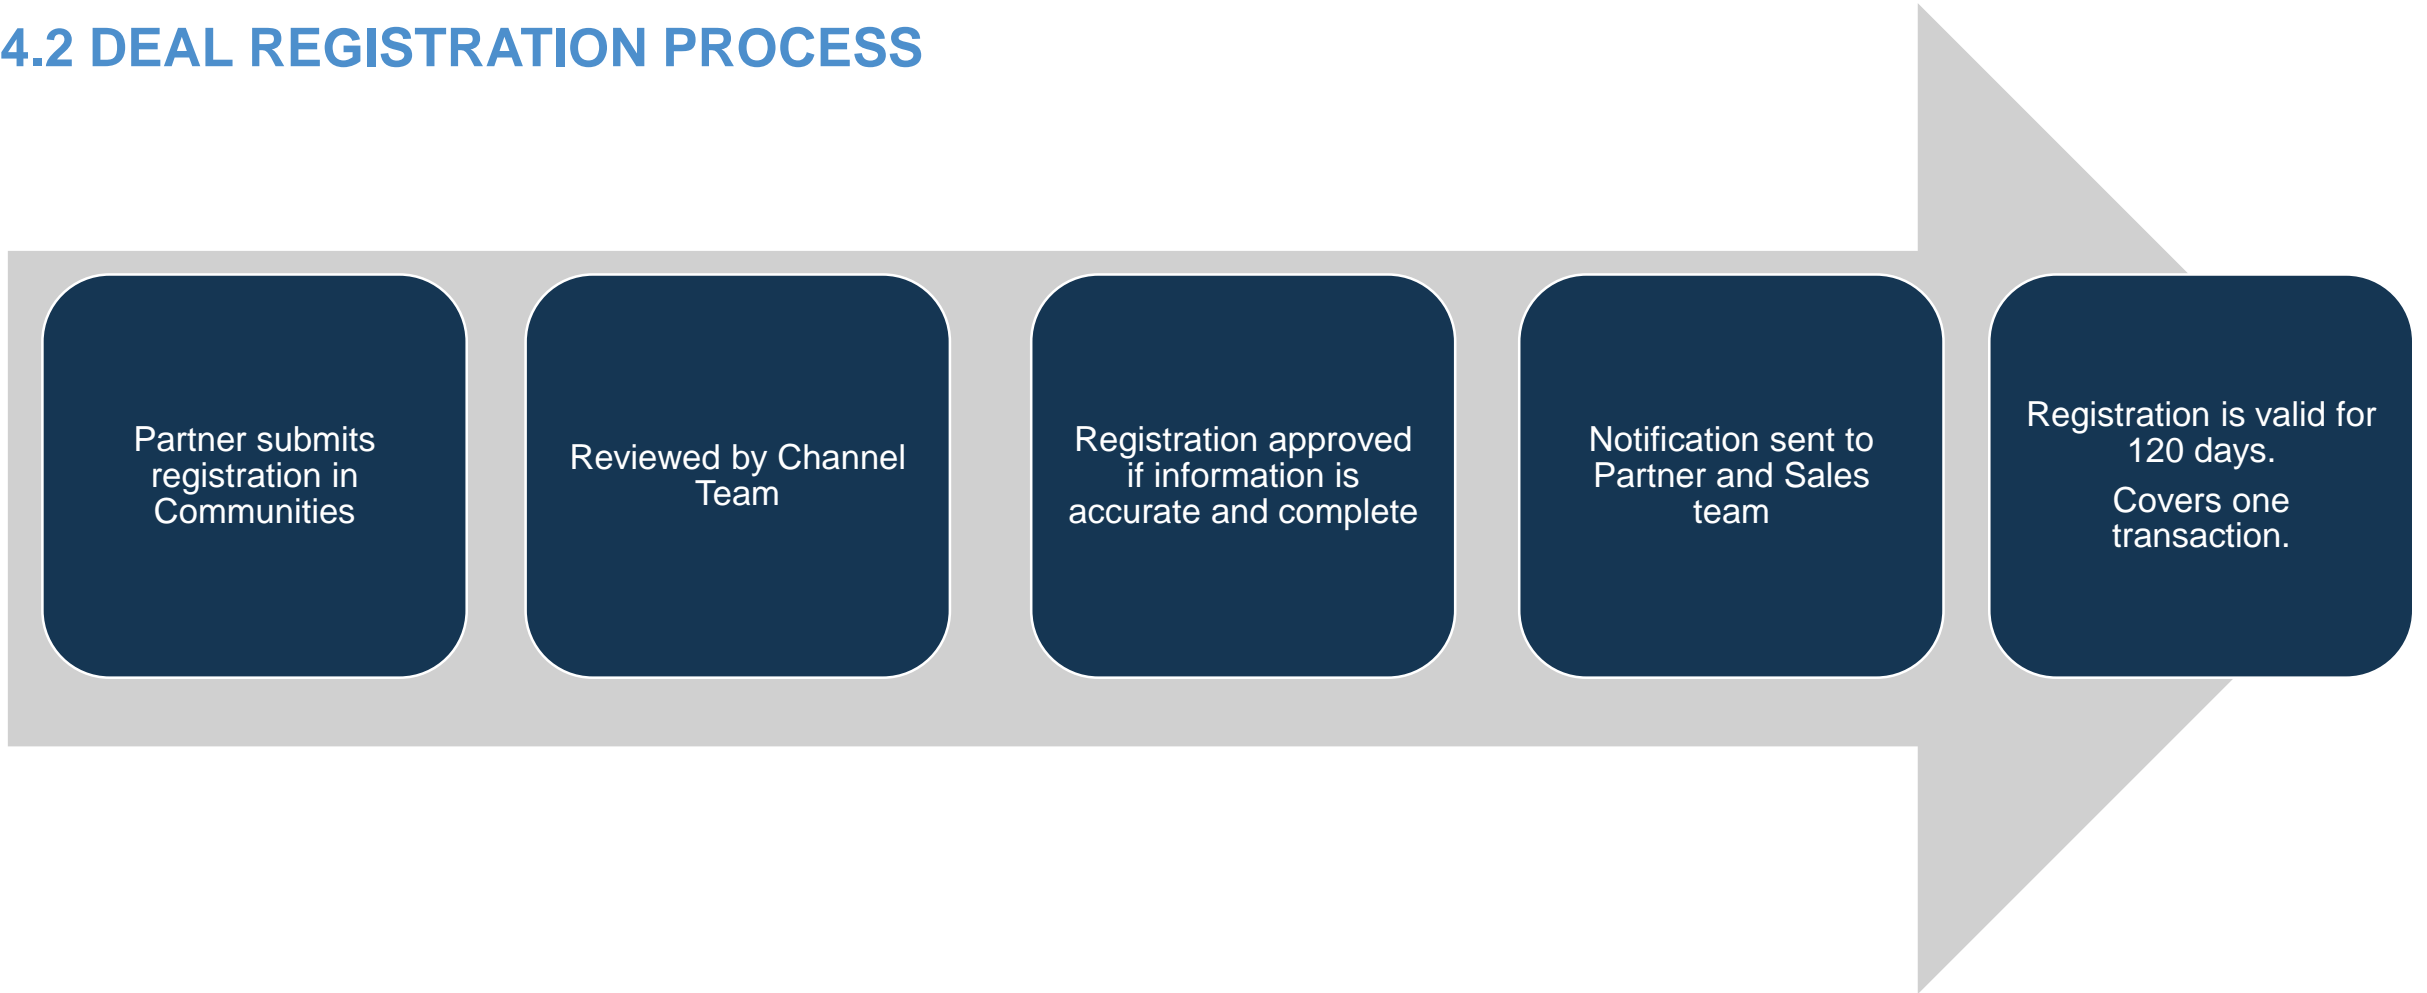 4.2 DEAL REGISTRATION PROCESS
Partner submits
registration in
Communities
Reviewed by Channel
Team
Registration approved
if information is
accurate and complete
Notification sent to
Partner and Sales
team
Registration is valid for
120 days.
Covers one
transaction.